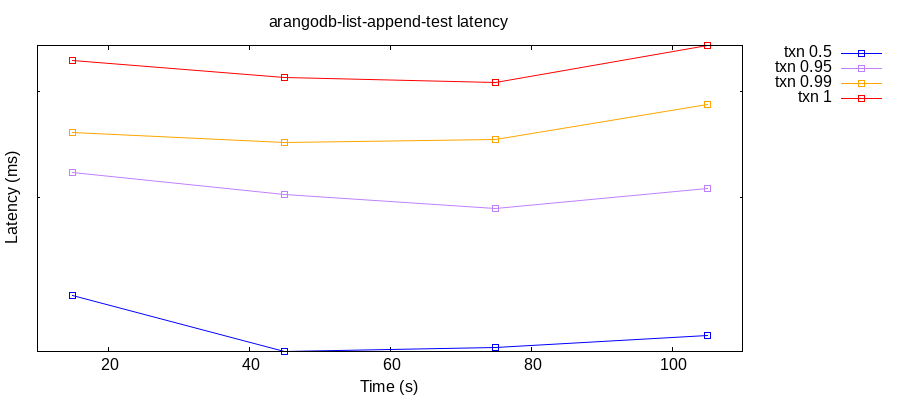 arangodb-list-append-test latency
txn 0.5
txn 0.95
txn 0.99
txn 1
Latency (ms)
20 40 60 80 100
Time (s)